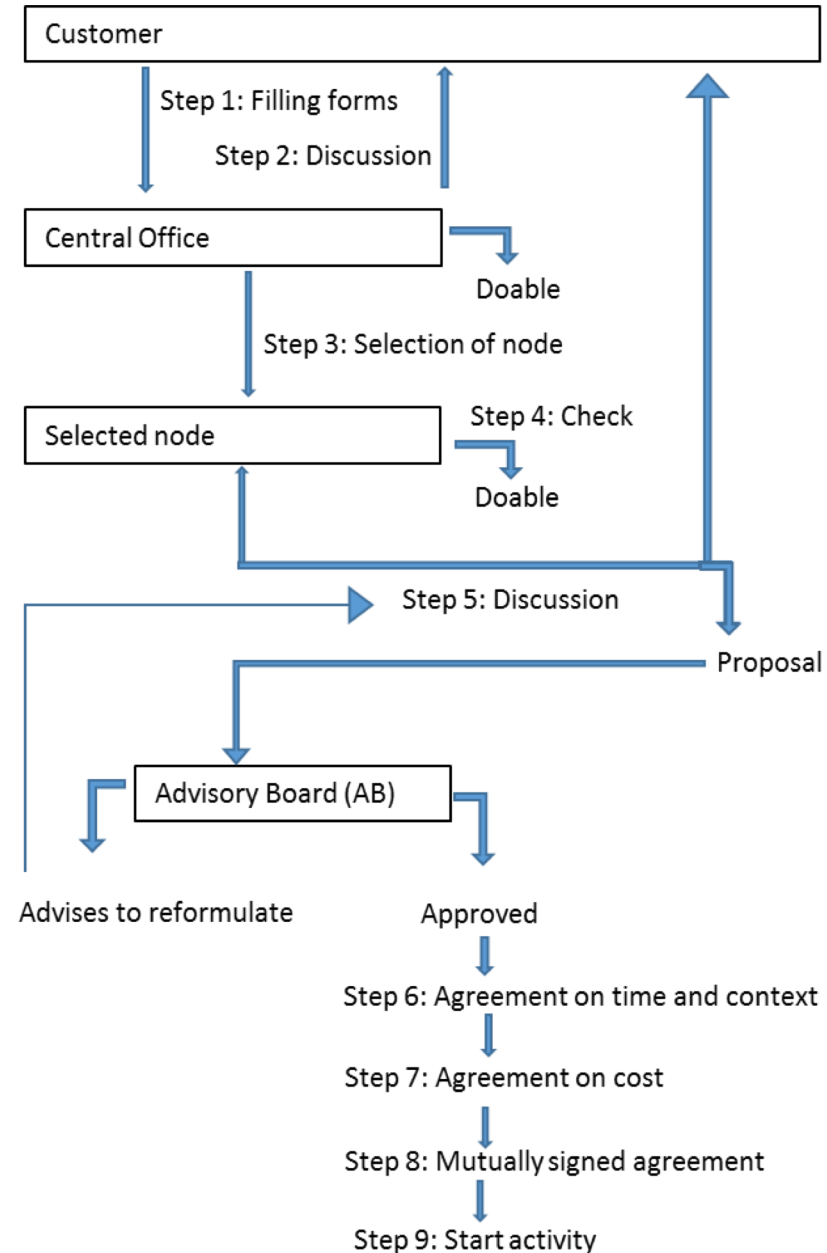 Customer
Step 1: Filling forms
Step 2: Discussion
Central Office
Doable
Step 3: Selection of node
Step 4: Check
Selected node
Doable
Step 5: Discussion
Proposal
Advisory Board (AB)
Advises to reformulate
Approved
Step 6: Agreement on time and context
Step 7: Agreement on cost
Step 8: Mutually signed agreement
Step 9: Start activity